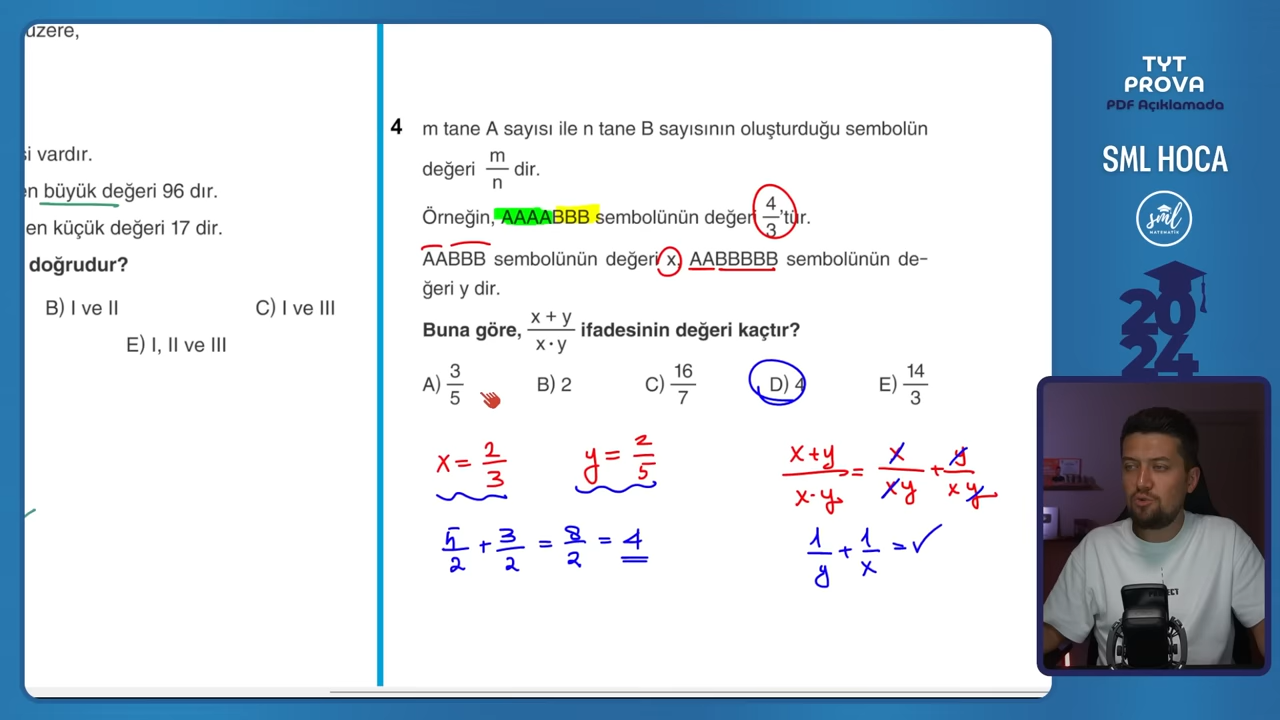 üzere,
si vardır.
en büyük değeri 96 dır.
en küçük değeri 17 dir.
doğrudur?
B) I ve II
C) I ve III
E) I, II ve III
4 m tane A sayısı ile n tane B sayısının oluşturduğu sembolün
değeri m/n dir.
Örneğin, AAAABBB sembolünün değeri 4/3'tür.
AABBB sembolünün değeri x, AABBBBB sembolünün de-
ğeri y dir.
Buna göre, x + y / x · y ifadesinin değeri kaçtır?
A) 3/5 B) 2 C) 16/7 D) 4 E) 14/3
x = 2/3 y = 2/5
5/2 + 3/2 = 8/2 = 4
x+y / x·y = x/xy + y/xy
1/y + 1/x = ✓
TYT
PROVA
PDF Açıklamada
SML HOCA
sml
MATEMATİK
2024